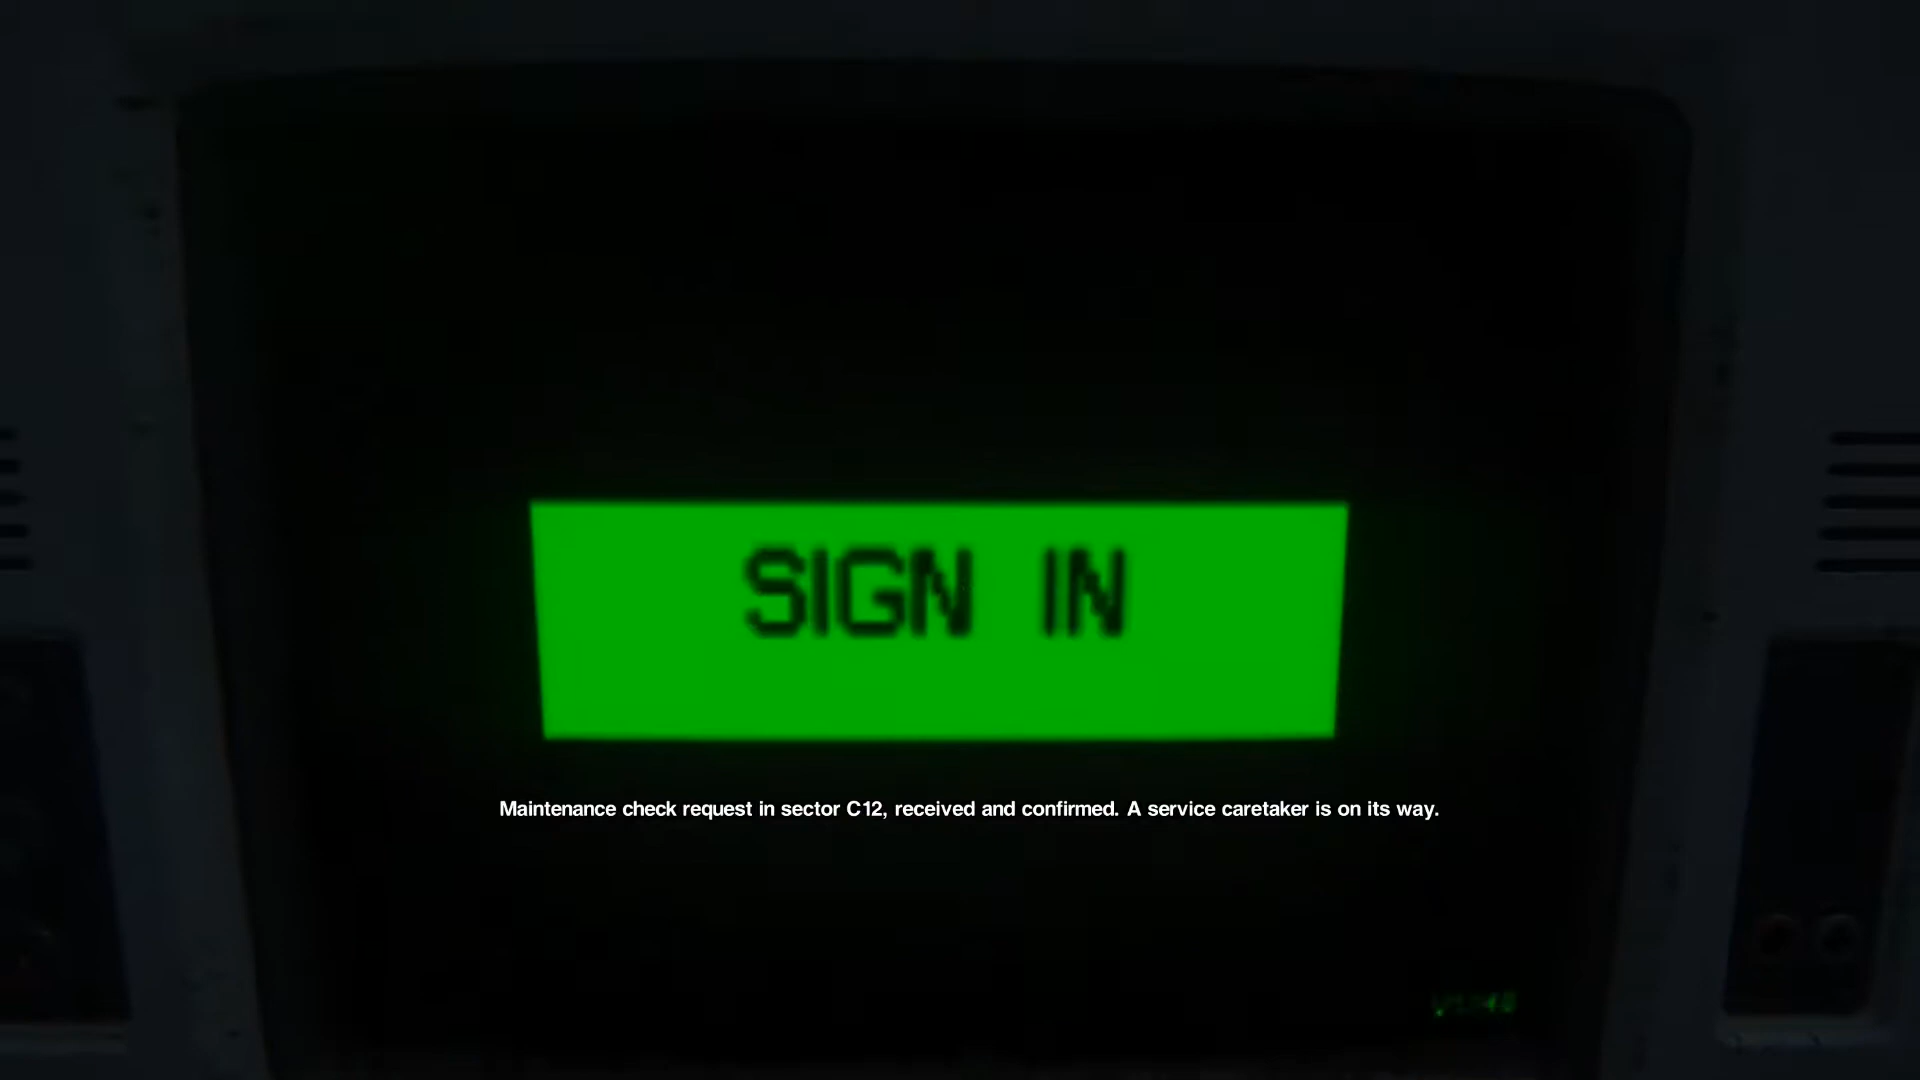 SIGN IN
Maintenance check request in sector C12, received and confirmed. A service caretaker is on its way.